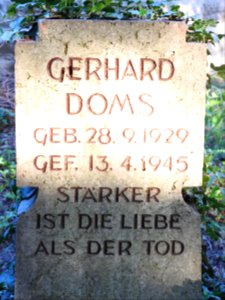 GERHARD
DOMS
GEB. 28. 9. 1929
GEF. 13. 4. 1945
STÄRKER
IST DIE LIEBE
ALS DER TOD